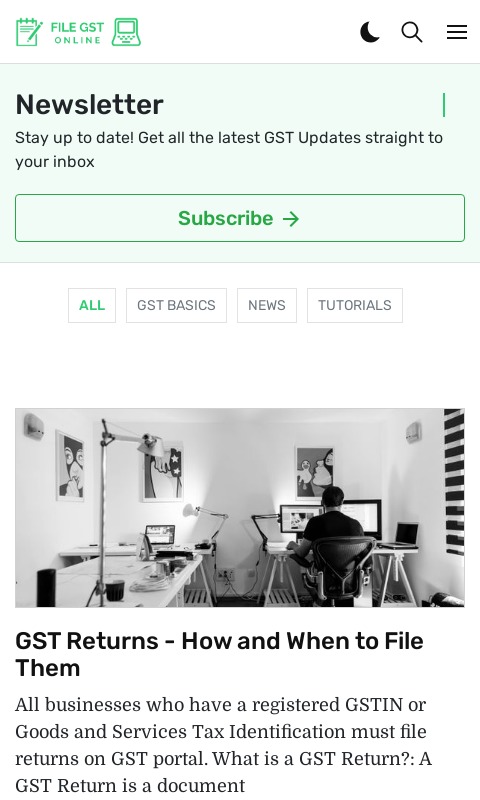 FILE GST
ONLINE
Newsletter
Stay up to date! Get all the latest GST Updates straight to
your inbox
Subscribe
ALL
GST BASICS
NEWS
TUTORIALS
GST Returns - How and When to File
Them
All businesses who have a registered GSTIN or
Goods and Services Tax Identification must file
returns on GST portal. What is a GST Return?: A
GST Return is a document